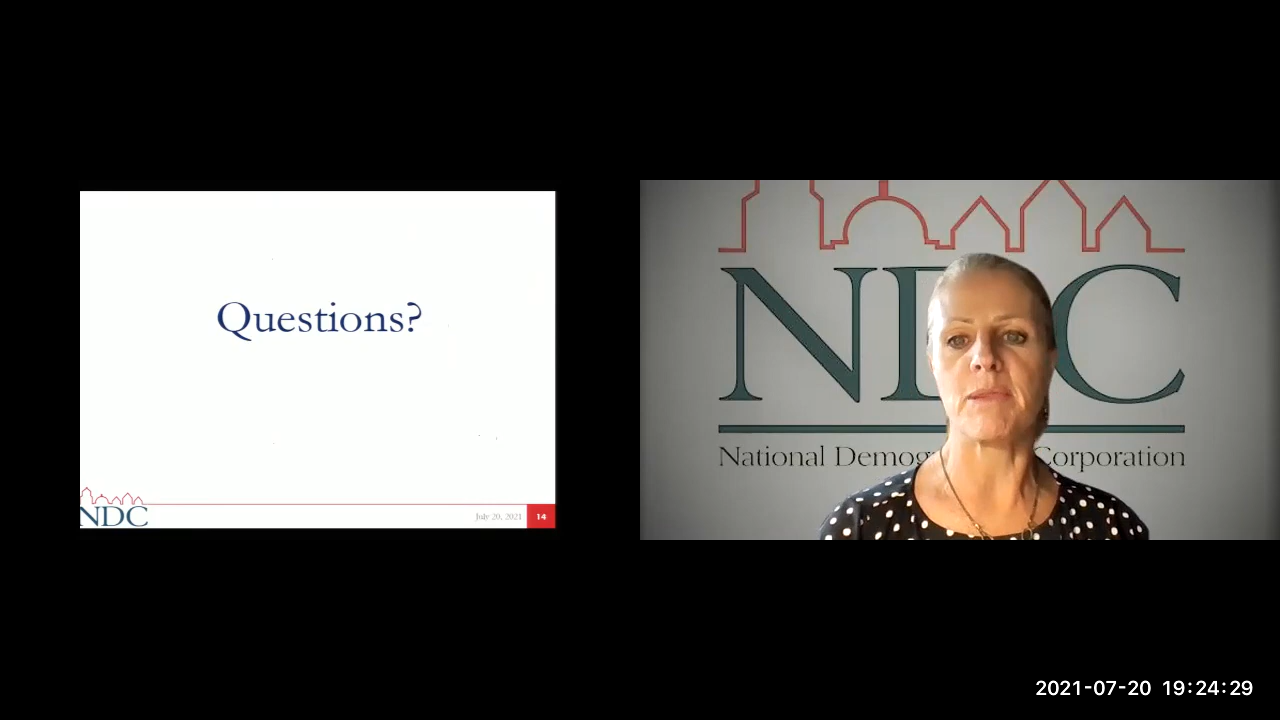 Questions?
NDC
July 20, 2021 14
NDC
National Demog Corporation
2021-07-20 19:24:29